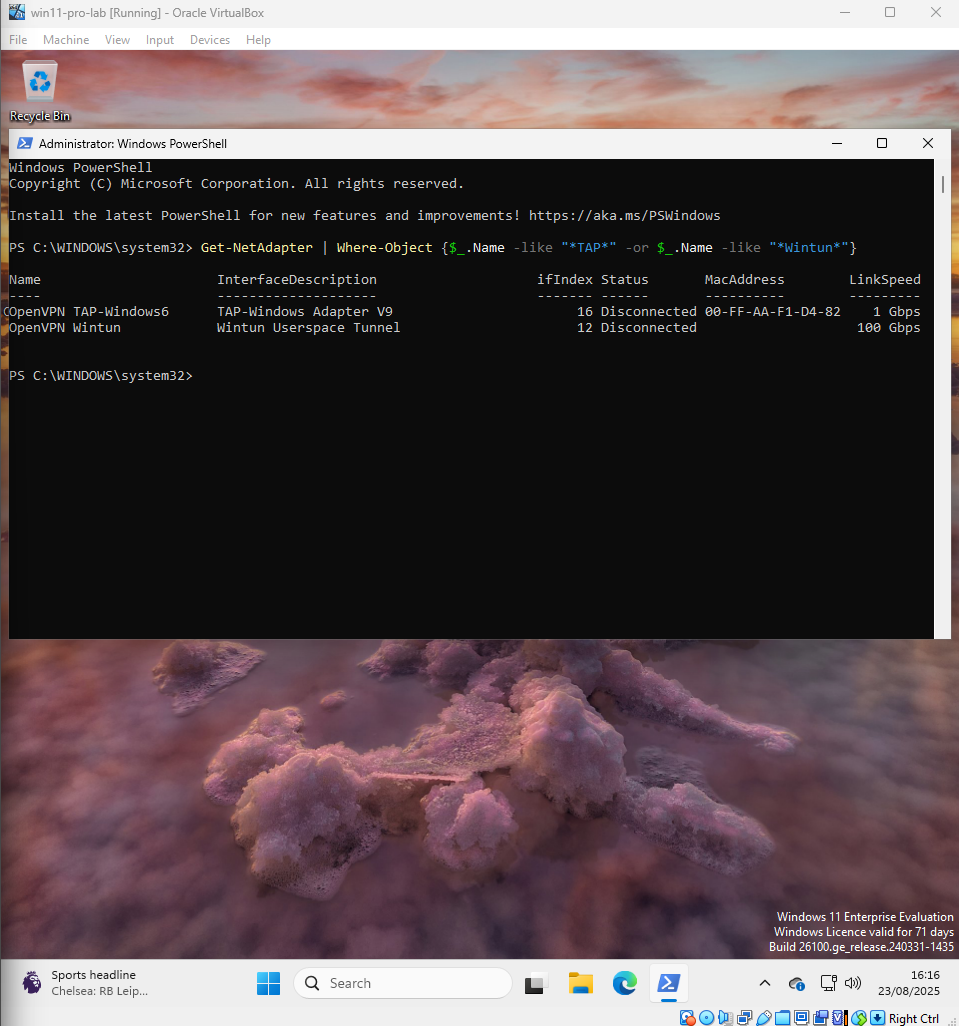 win11-pro-lab [Running] - Oracle VirtualBox
File Machine View Input Devices Help
Recycle Bin
Administrator: Windows PowerShell
Windows PowerShell
Copyright (C) Microsoft Corporation. All rights reserved.
Install the latest PowerShell for new features and improvements! https://aka.ms/PSWindows
PS C:\WINDOWS\system32> Get-NetAdapter | Where-Object {$_.Name -like "*TAP*" -or $_.Name -like "*Wintun*"}
Name InterfaceDescription ifIndex Status MacAddress LinkSpeed
---- -------------------- ------- ------ ---------- ---------
OpenVPN TAP-Windows6 TAP-Windows Adapter V9 16 Disconnected 00-FF-AA-F1-D4-82 1 Gbps
OpenVPN Wintun Wintun Userspace Tunnel 12 Disconnected 100 Gbps
PS C:\WINDOWS\system32>
Windows 11 Enterprise Evaluation
Windows Licence valid for 71 days
Build 26100.ge_release.240331-1435
Sports headline
Chelsea: RB Leip...
Search
16:16
23/08/2025
Right Ctrl